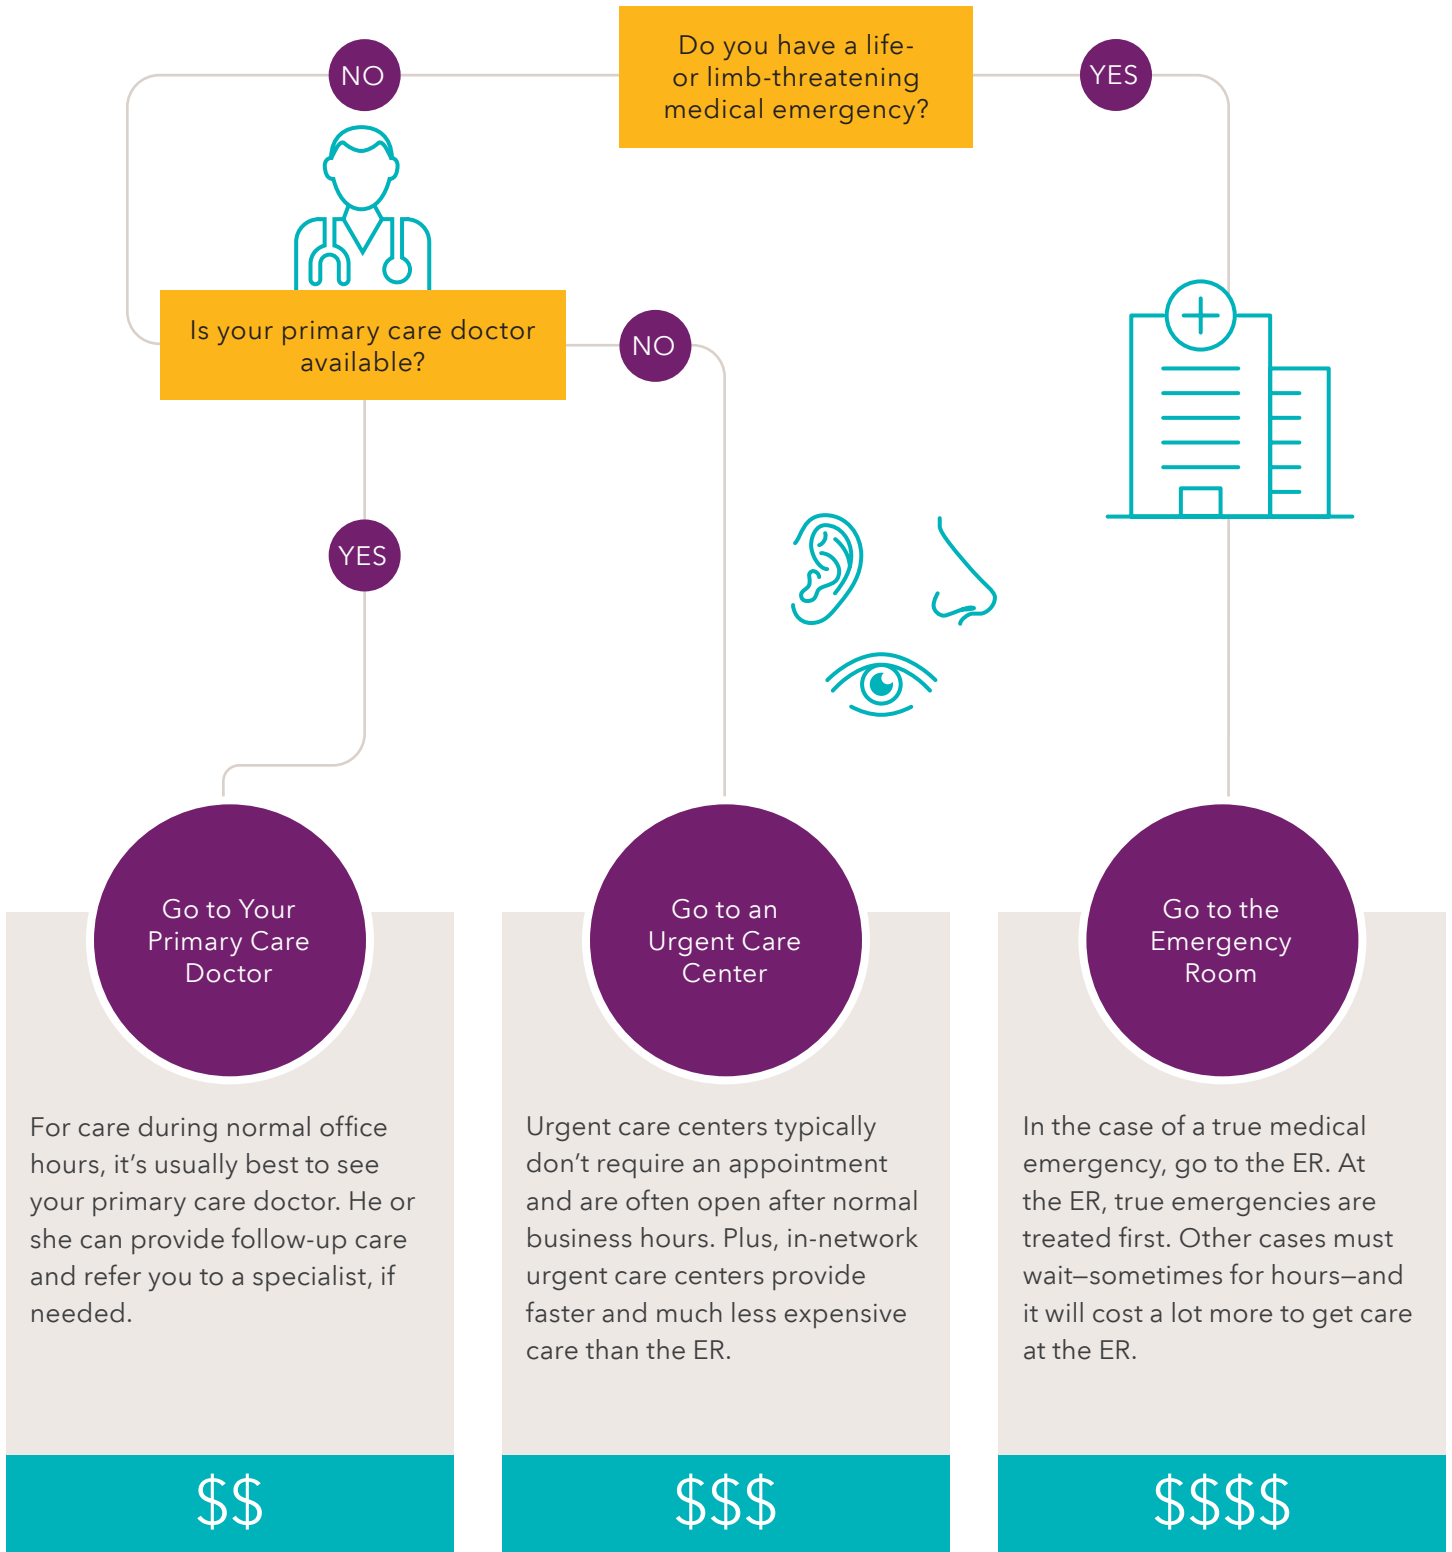 Do you have a life-
or limb-threatening
medical emergency?
NO
YES
Is your primary care doctor
available?
NO
YES
Go to Your
Primary Care
Doctor
For care during normal office
hours, it's usually best to see
your primary care doctor. He or
she can provide follow-up care
and refer you to a specialist, if
needed.
$$
Go to an
Urgent Care
Center
Urgent care centers typically
don't require an appointment
and are often open after normal
business hours. Plus, in-network
urgent care centers provide
faster and much less expensive
care than the ER.
$$$
Go to the
Emergency
Room
In the case of a true medical
emergency, go to the ER. At
the ER, true emergencies are
treated first. Other cases must
wait—sometimes for hours—and
it will cost a lot more to get care
at the ER.
$$$$